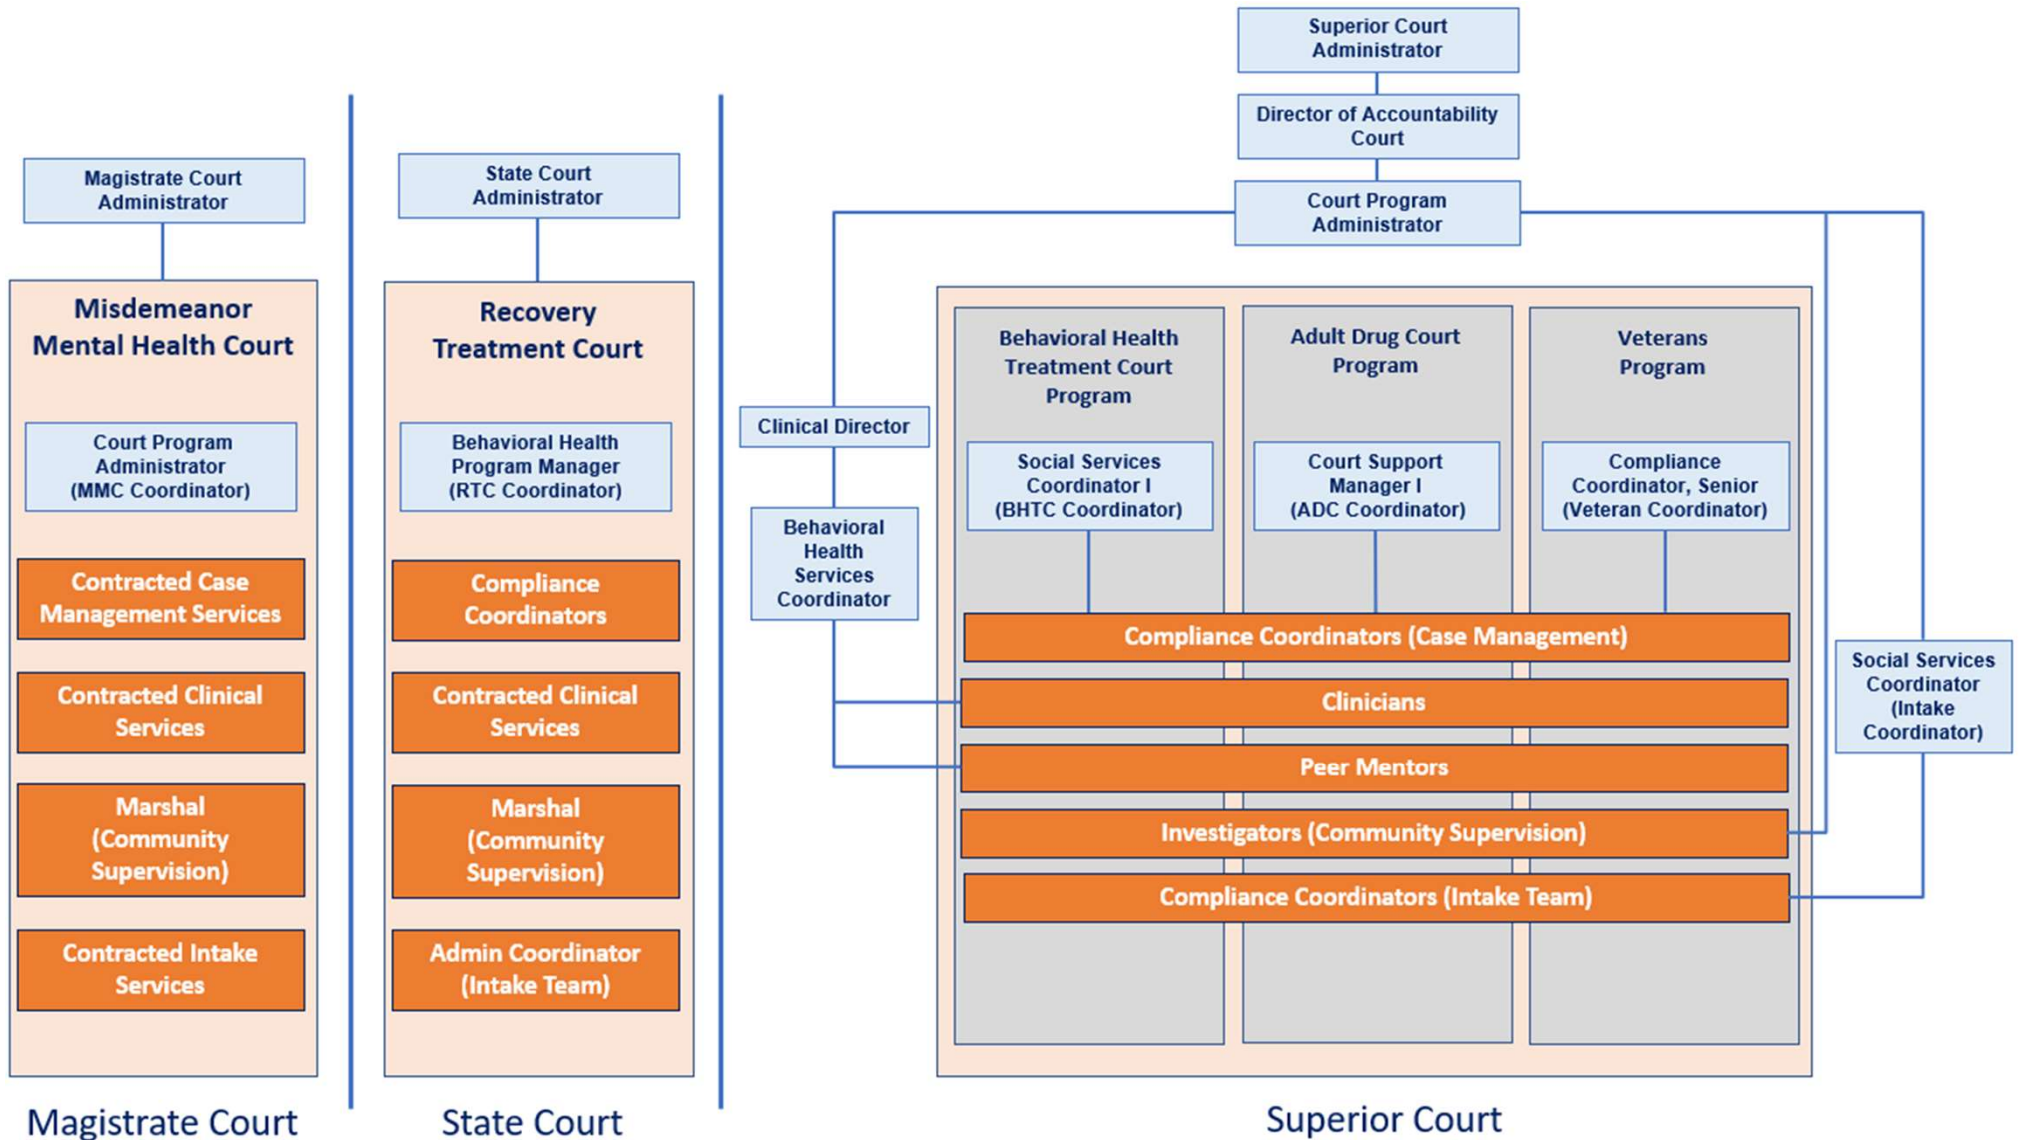 Magistrate Court
Administrator
Misdemeanor
Mental Health Court
Court Program
Administrator
(MMC Coordinator)
Contracted Case
Management Services
Contracted Clinical
Services
Marshal
(Community
Supervision)
Contracted Intake
Services
Magistrate Court
State Court
Administrator
Recovery
Treatment Court
Behavioral Health
Program Manager
(RTC Coordinator)
Compliance
Coordinators
Contracted Clinical
Services
Marshal
(Community
Supervision)
Admin Coordinator
(Intake Team)
State Court
Superior Court
Administrator
Director of Accountability
Court
Court Program
Administrator
Clinical Director
Behavioral
Health
Services
Coordinator
Behavioral Health
Treatment Court
Program
Social Services
Coordinator I
(BHTC Coordinator)
Adult Drug Court
Program
Court Support
Manager I
(ADC Coordinator)
Veterans
Program
Compliance
Coordinator, Senior
(Veteran Coordinator)
Compliance Coordinators (Case Management)
Clinicians
Peer Mentors
Investigators (Community Supervision)
Compliance Coordinators (Intake Team)
Social Services
Coordinator
(Intake
Coordinator)
Superior Court